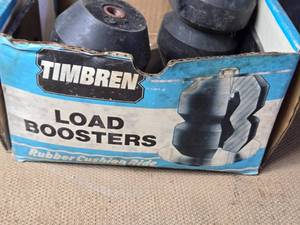 TIMBREN
LOAD
BOOSTERS
Rubber Cushion Ride